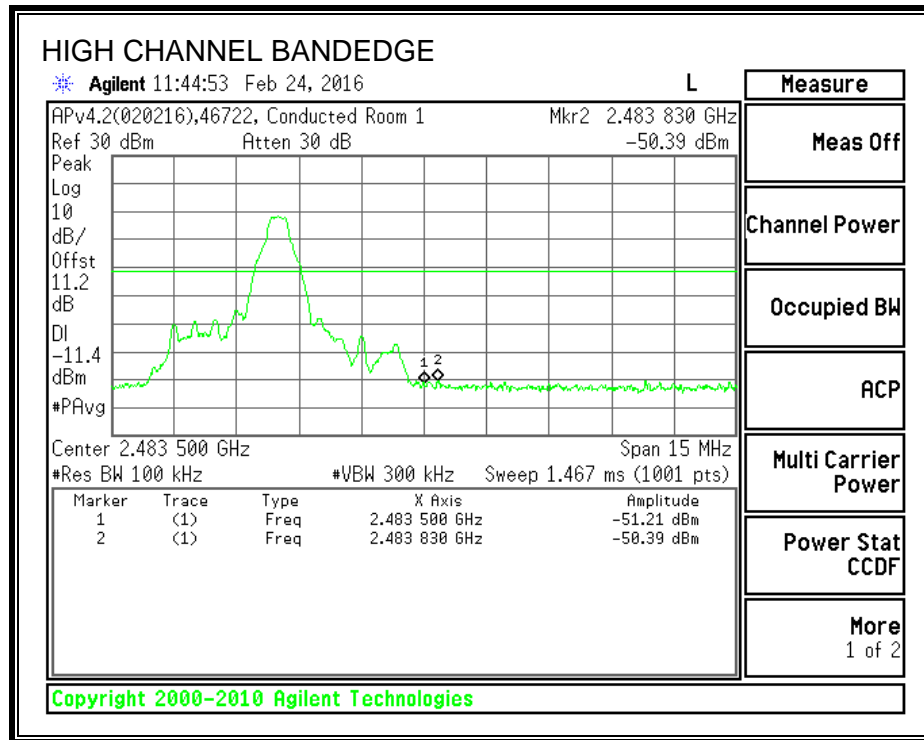 HIGH CHANNEL BANDEDGE
Agilent 11:44:53 Feb 24, 2016 L
APv4.2(020216),46722, Conducted Room 1 Mkr2 2.483 830 GHz
Ref 30 dBm Atten 30 dB -50.39 dBm
Peak
Log
10
dB/
Offst
11.2
dB
DI
-11.4
dBm
#PAvg
1 2
Center 2.483 500 GHz Span 15 MHz
#Res BW 100 kHz #VBW 300 kHz Sweep 1.467 ms (1001 pts)
Marker Trace Type X Axis Amplitude
1 (1) Freq 2.483 500 GHz -51.21 dBm
2 (1) Freq 2.483 830 GHz -50.39 dBm
Measure
Meas Off
Channel Power
Occupied BW
ACP
Multi Carrier
Power
Power Stat
CCDF
More
1 of 2
Copyright 2000-2010 Agilent Technologies